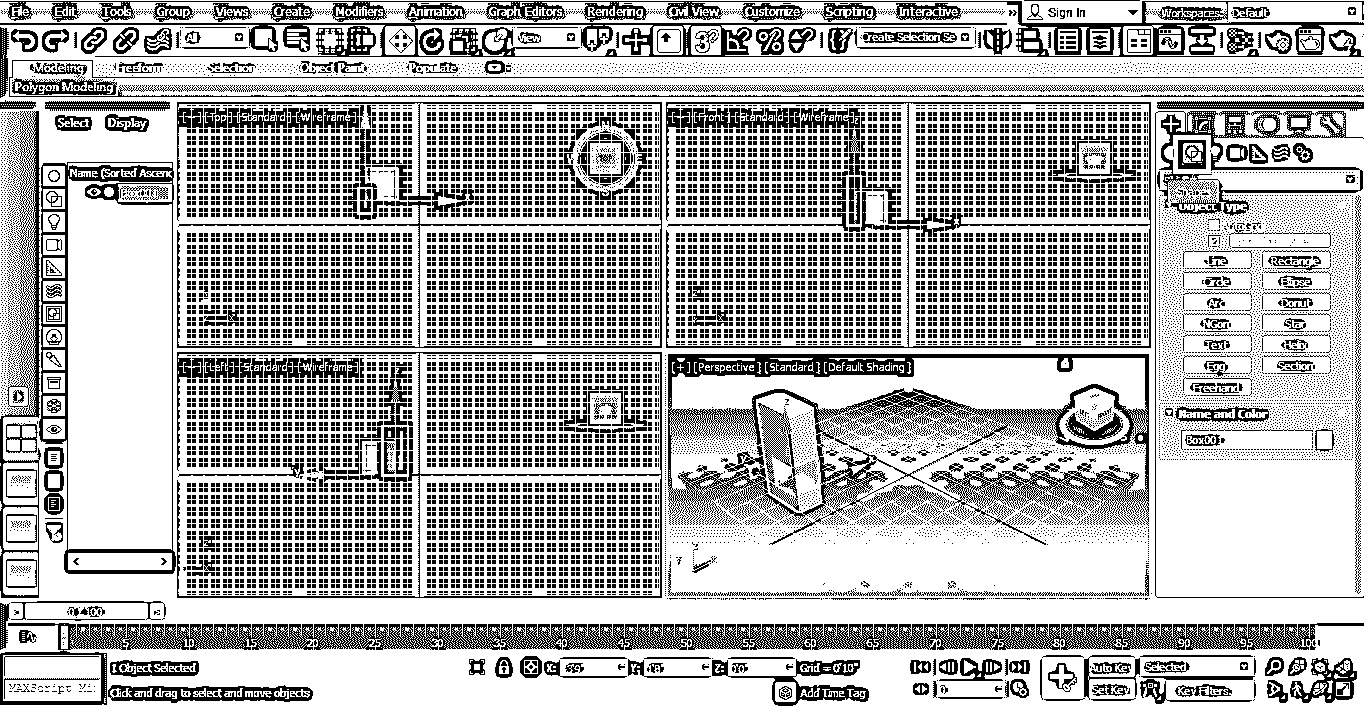 File Edit Tools Group Views Create Modifiers Animation Graph Editors Rendering Civil View Customize Scripting Interactive » Sign In Workspaces: Default
All View Create Selection Se
Modeling Freeform Selection Object Paint Populate
Polygon Modeling
Select Display
Name (Sorted Ascend
[+] [Top] [Standard] [Wireframe]
[+] [Front] [Standard] [Wireframe]
Object Type
Line Rectangle
Circle Ellipse
Arc Donut
NGon Star
Text Helix
Egg Section
Freehand
[+] [Left] [Standard] [Wireframe]
[+] [Perspective] [Standard] [Default Shading]
Name and Color
0 / 100
5 10 15 20 25 30 35 40 45 50 55 60 65 70 75 80 85 90 95 100
1 Object Selected X: Y: Z: Grid = 0'10" Auto Key Selected
MAXScript Mi
Click and drag to select and move objects Add Time Tag 0 Set Key Key Filters...